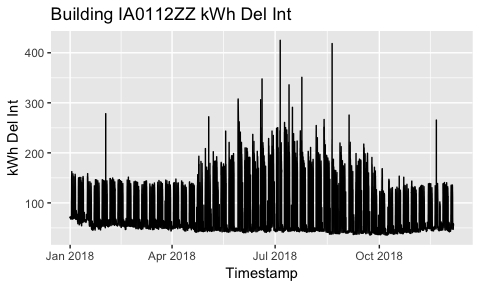 Building IA0112ZZ kWh Del Int
kWh Del Int
400
300
200
100
Jan 2018 Apr 2018 Jul 2018 Oct 2018
Timestamp